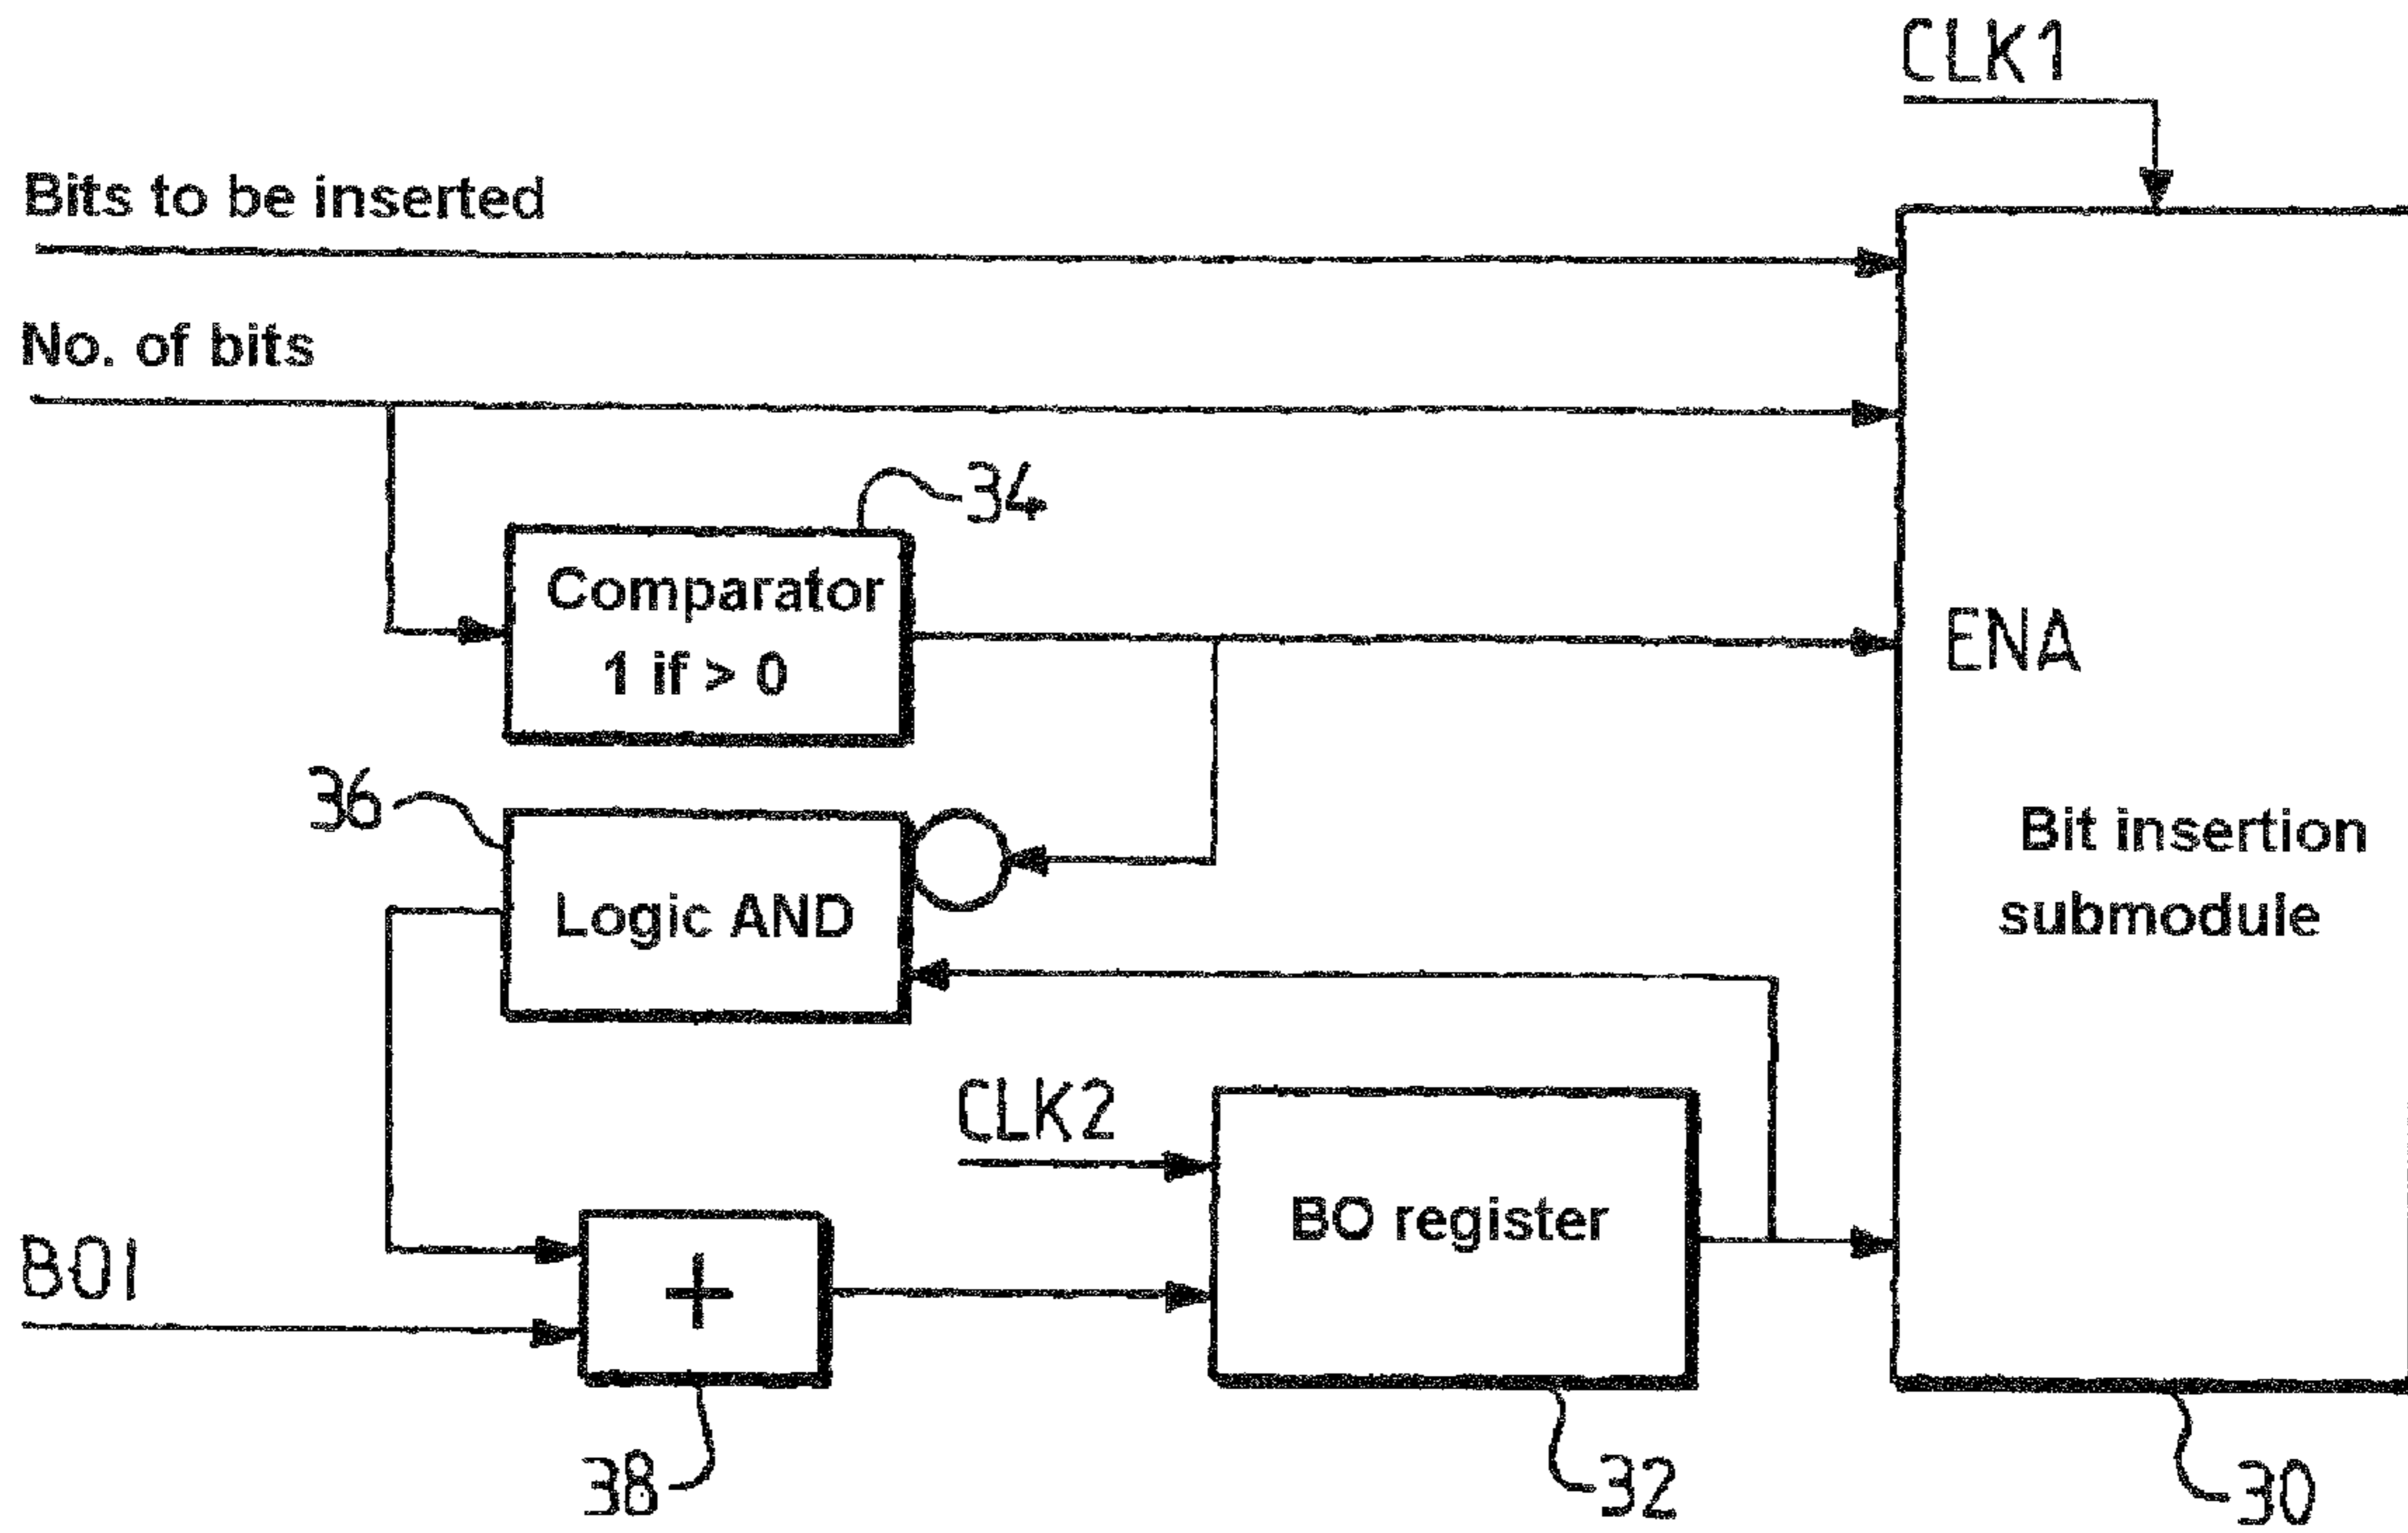 CLK1
Bits to be inserted
No. of bits
34
Comparator
1 if > 0
ENA
36
Logic AND
Bit insertion
submodule
CLK2
BO register
BOI
+
38
32
30